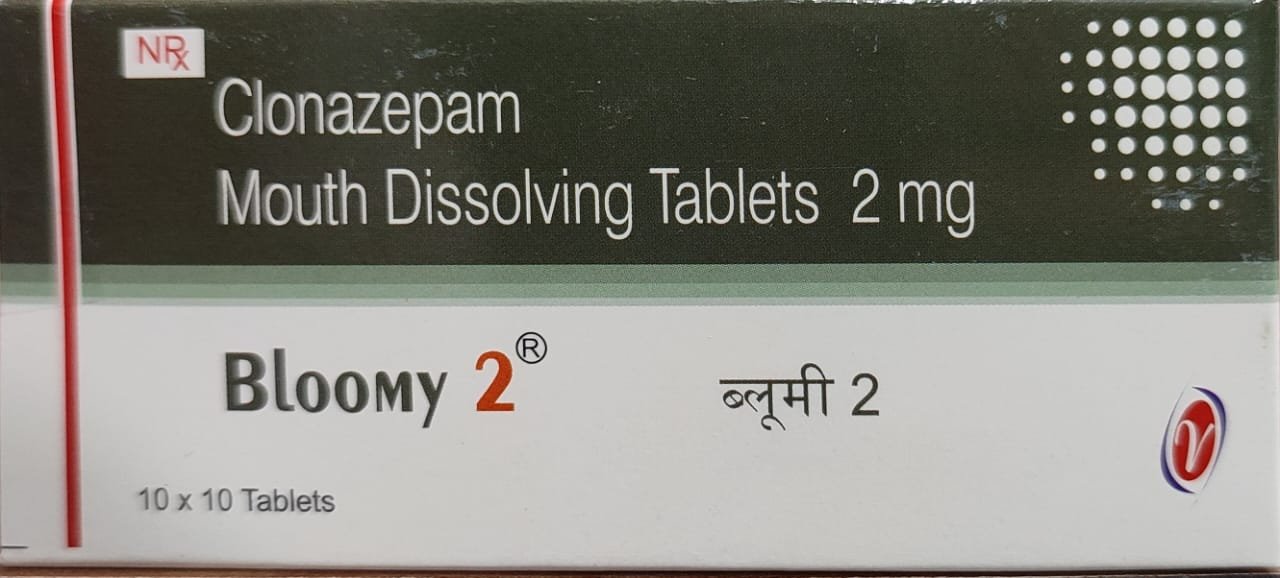 NRx
Clonazepam
Mouth Dissolving Tablets 2 mg
Bloomy 2®
ब्लूमी 2
10 x 10 Tablets